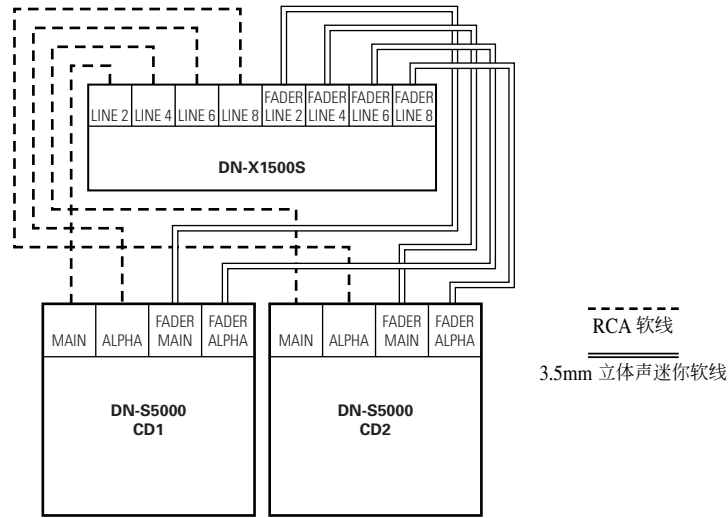 FADER FADER FADER FADER
LINE 2 LINE 4 LINE 6 LINE 8 LINE 2 LINE 4 LINE 6 LINE 8
DN-X1500S
FADER FADER
MAIN ALPHA MAIN ALPHA
DN-S5000
CD1
FADER FADER
MAIN ALPHA MAIN ALPHA
DN-S5000
CD2
RCA 软线
3.5mm 立体声迷你软线